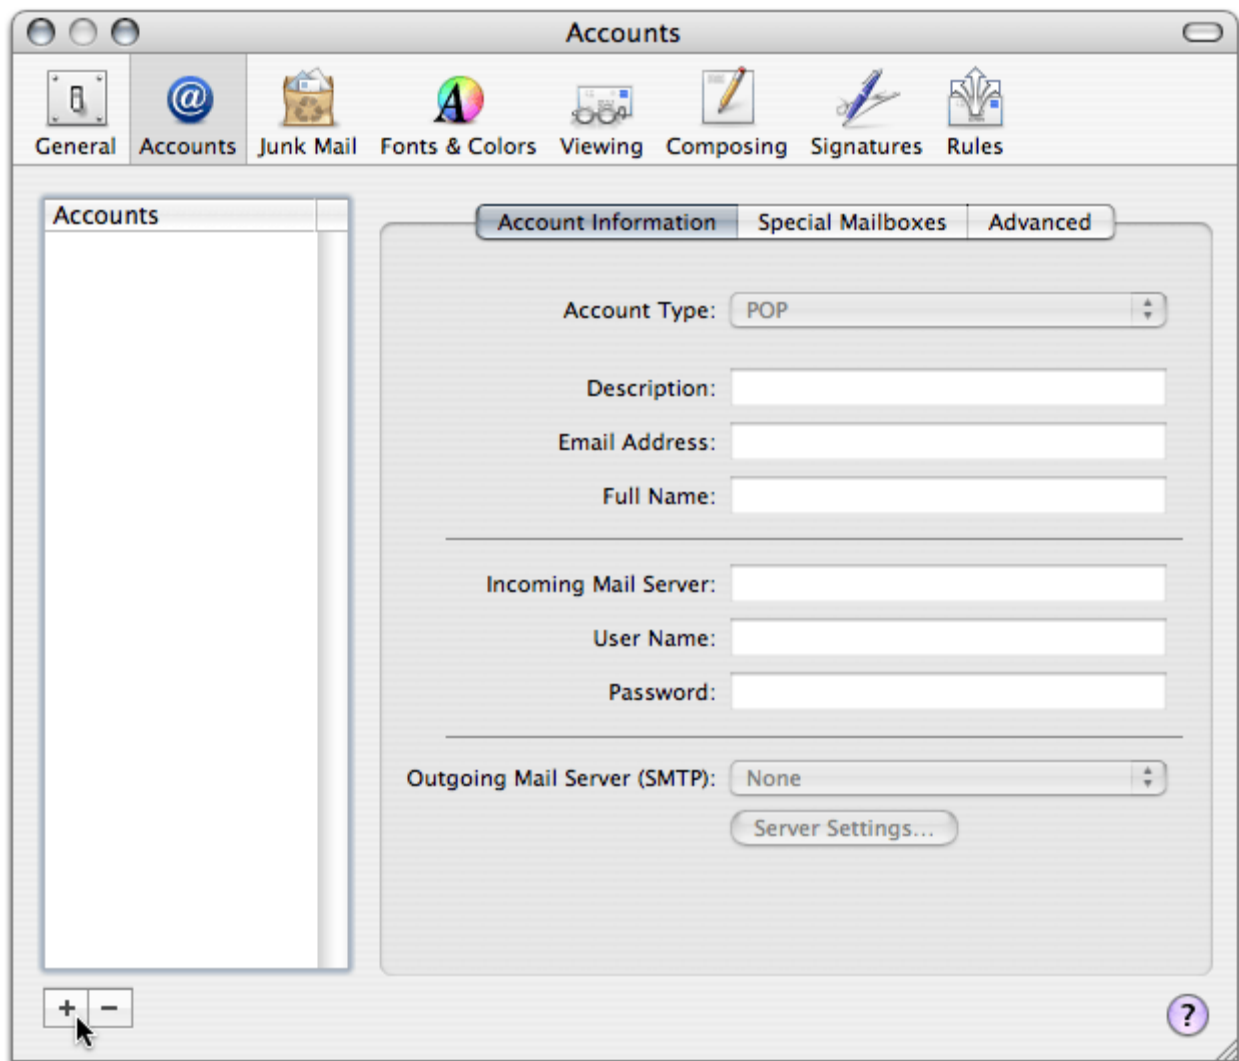 Accounts
General Accounts Junk Mail Fonts & Colors Viewing Composing Signatures Rules
Accounts
Account Information Special Mailboxes Advanced
Account Type: POP
Description:
Email Address:
Full Name:
Incoming Mail Server:
User Name:
Password:
Outgoing Mail Server (SMTP): None
Server Settings...
+ −
?